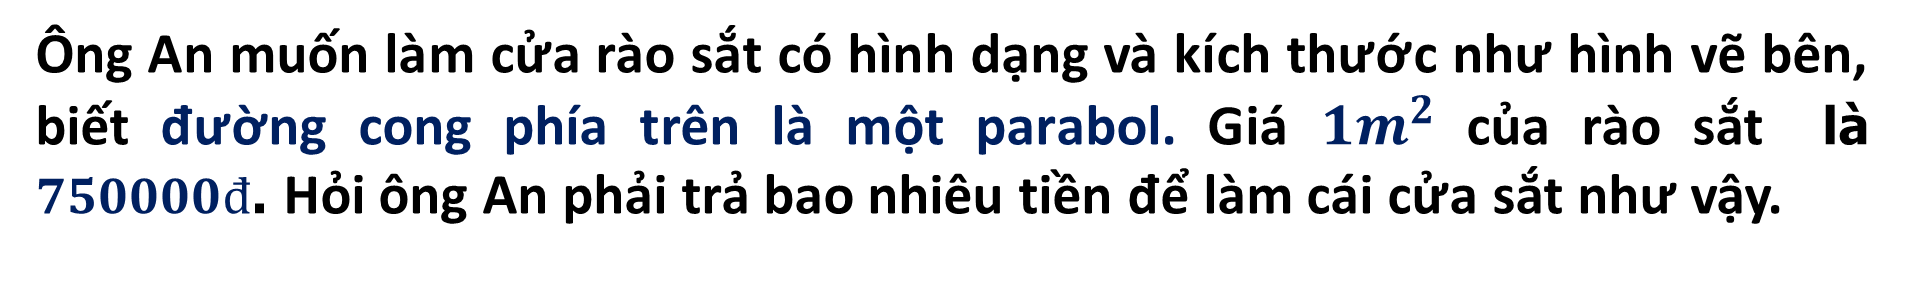 Ông An muốn làm cửa rào sắt có hình dạng và kích thước như hình vẽ bên,
biết đường cong phía trên là một parabol. Giá 1m² của rào sắt là
750000đ. Hỏi ông An phải trả bao nhiêu tiền để làm cái cửa sắt như vậy.